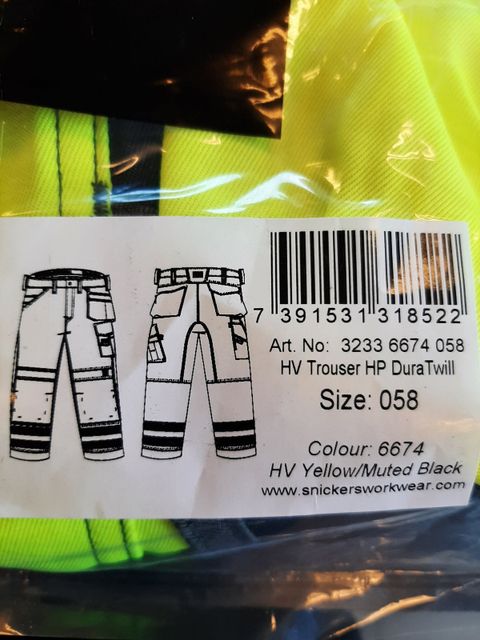 7 391531 318522
Art. No: 3233 6674 058
HV Trouser HP DuraTwill
Size: 058
Colour: 6674
HV Yellow/Muted Black
www.snickersworkwear.com